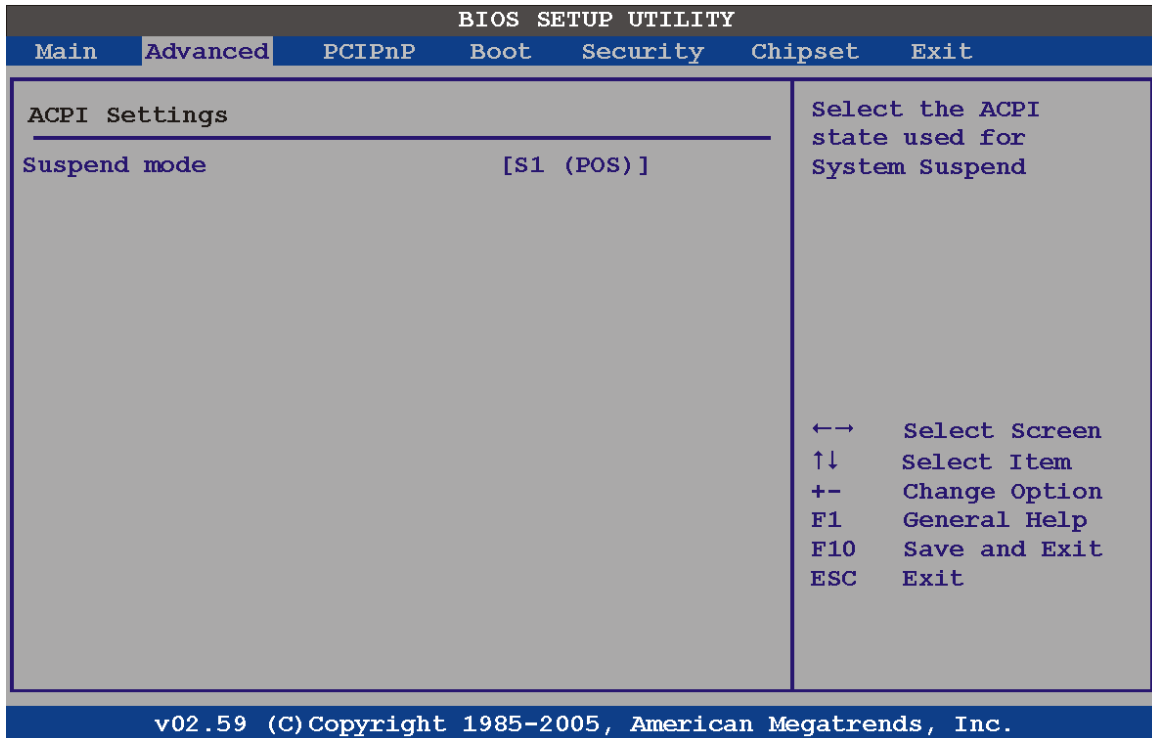 BIOS SETUP UTILITY
Main Advanced PCIPnP Boot Security Chipset Exit
ACPI Settings
Suspend mode [S1 (POS)]
Select the ACPI
state used for
System Suspend
←→ Select Screen
↑↓ Select Item
+- Change Option
F1 General Help
F10 Save and Exit
ESC Exit
v02.59 (C)Copyright 1985-2005, American Megatrends, Inc.